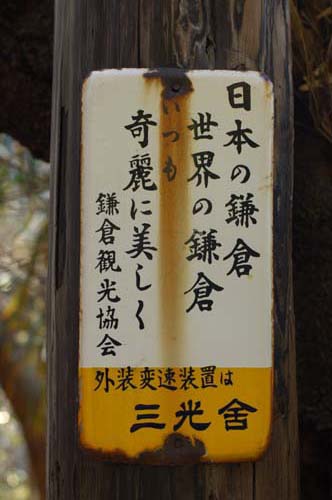 日本の鎌倉
世界の鎌倉
いつも
奇麗に美しく
鎌倉観光協会
外装変速装置は
三光舍